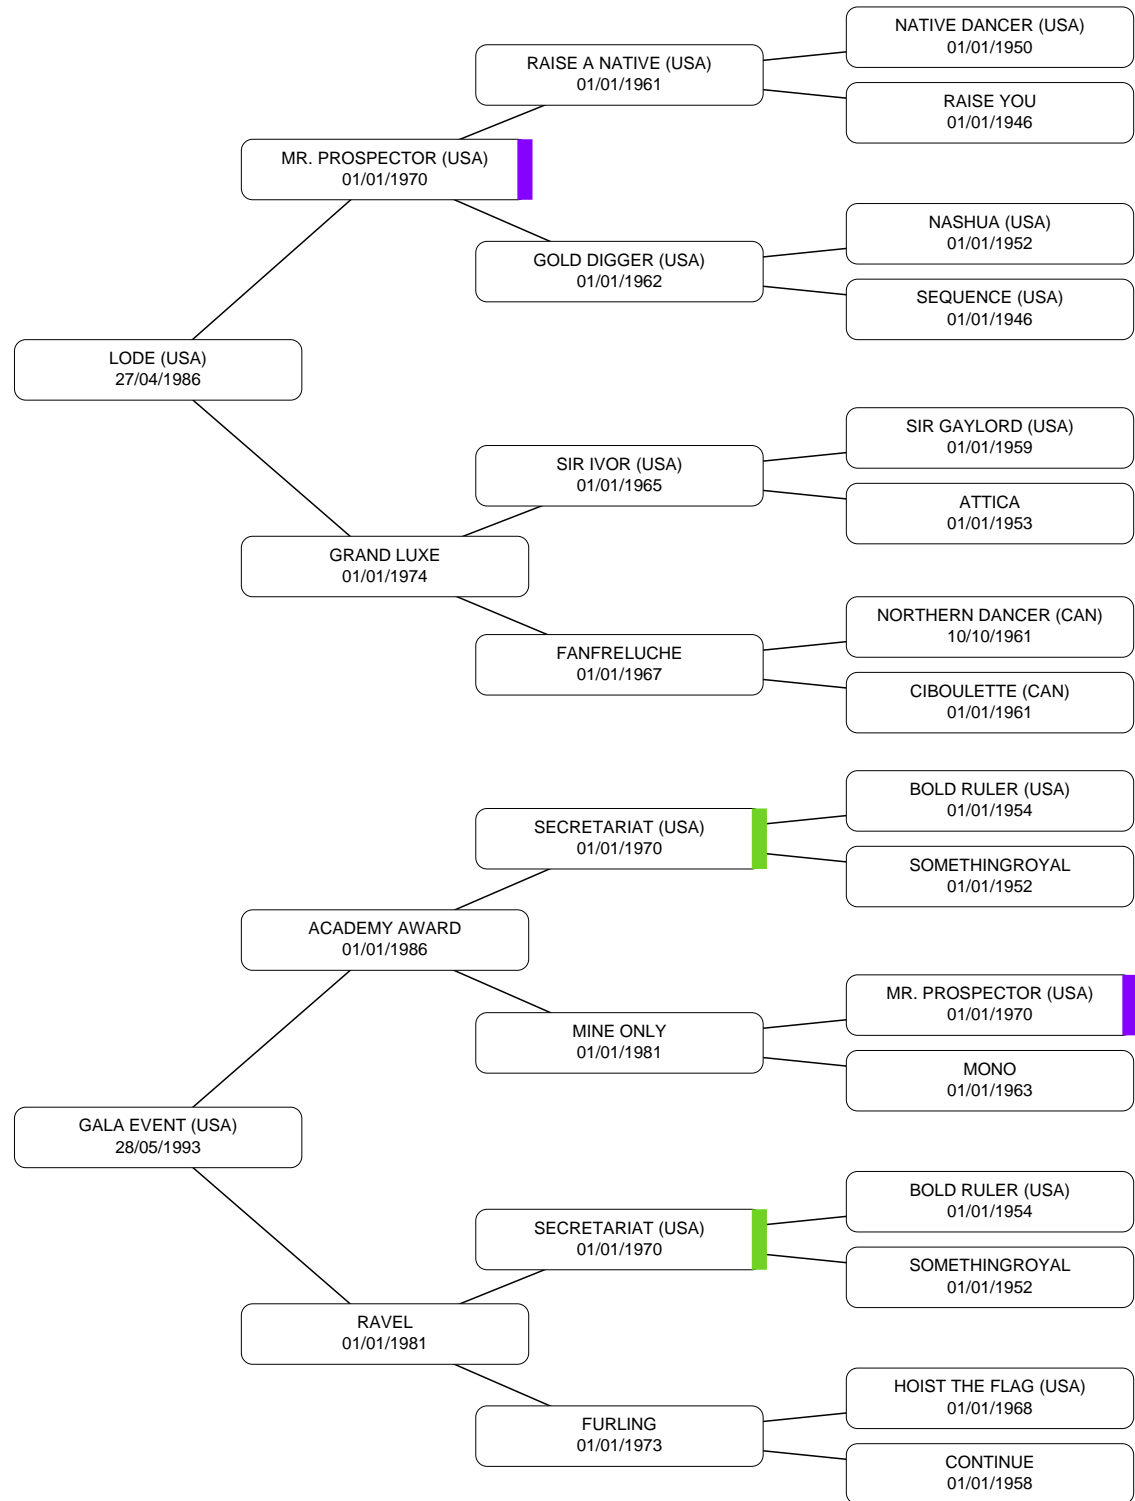 NATIVE DANCER (USA)
01/01/1950
RAISE A NATIVE (USA)
01/01/1961
RAISE YOU
01/01/1946
MR. PROSPECTOR (USA)
01/01/1970
NASHUA (USA)
01/01/1952
GOLD DIGGER (USA)
01/01/1962
SEQUENCE (USA)
01/01/1946
LODE (USA)
27/04/1986
SIR GAYLORD (USA)
01/01/1959
SIR IVOR (USA)
01/01/1965
ATTICA
01/01/1953
GRAND LUXE
01/01/1974
NORTHERN DANCER (CAN)
10/10/1961
FANFRELUCHE
01/01/1967
CIBOULETTE (CAN)
01/01/1961
BOLD RULER (USA)
01/01/1954
SECRETARIAT (USA)
01/01/1970
SOMETHINGROYAL
01/01/1952
ACADEMY AWARD
01/01/1986
MR. PROSPECTOR (USA)
01/01/1970
MINE ONLY
01/01/1981
MONO
01/01/1963
GALA EVENT (USA)
28/05/1993
BOLD RULER (USA)
01/01/1954
SECRETARIAT (USA)
01/01/1970
SOMETHINGROYAL
01/01/1952
RAVEL
01/01/1981
HOIST THE FLAG (USA)
01/01/1968
FURLING
01/01/1973
CONTINUE
01/01/1958